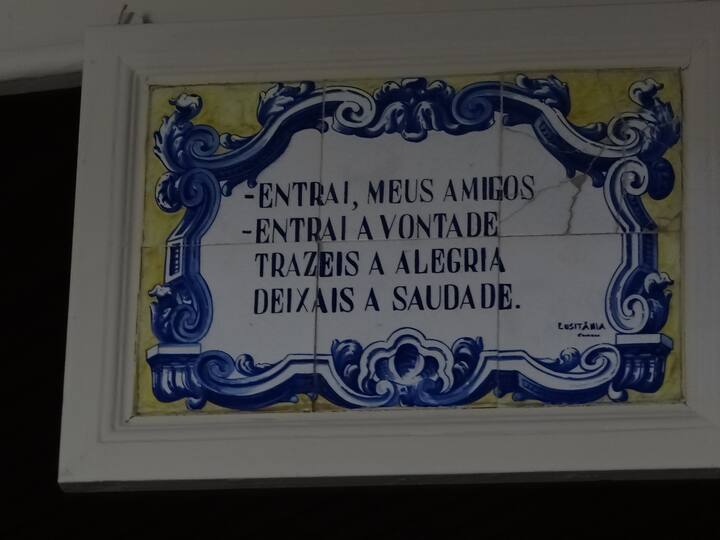 -ENTRAI, MEUS AMIGOS
-ENTRAI A VONTADE
TRAZEIS A ALEGRIA
DEIXAIS A SAUDADE.
LUSITÂNIA